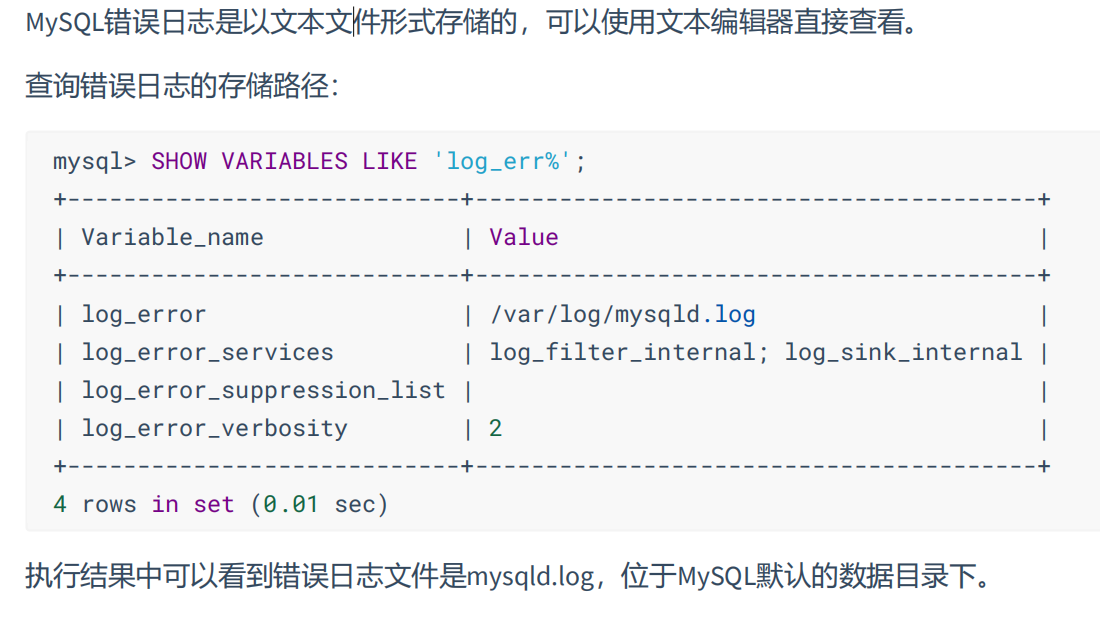 MySQL错误日志是以文本文件形式存储的，可以使用文本编辑器直接查看。
查询错误日志的存储路径：
mysql> SHOW VARIABLES LIKE 'log_err%';
+----------------------------+----------------------------------------+
| Variable_name              | Value                                  |
+----------------------------+----------------------------------------+
| log_error                  | /var/log/mysqld.log                    |
| log_error_services         | log_filter_internal; log_sink_internal |
| log_error_suppression_list |                                        |
| log_error_verbosity        | 2                                      |
+----------------------------+----------------------------------------+
4 rows in set (0.01 sec)
执行结果中可以看到错误日志文件是mysqld.log，位于MySQL默认的数据目录下。